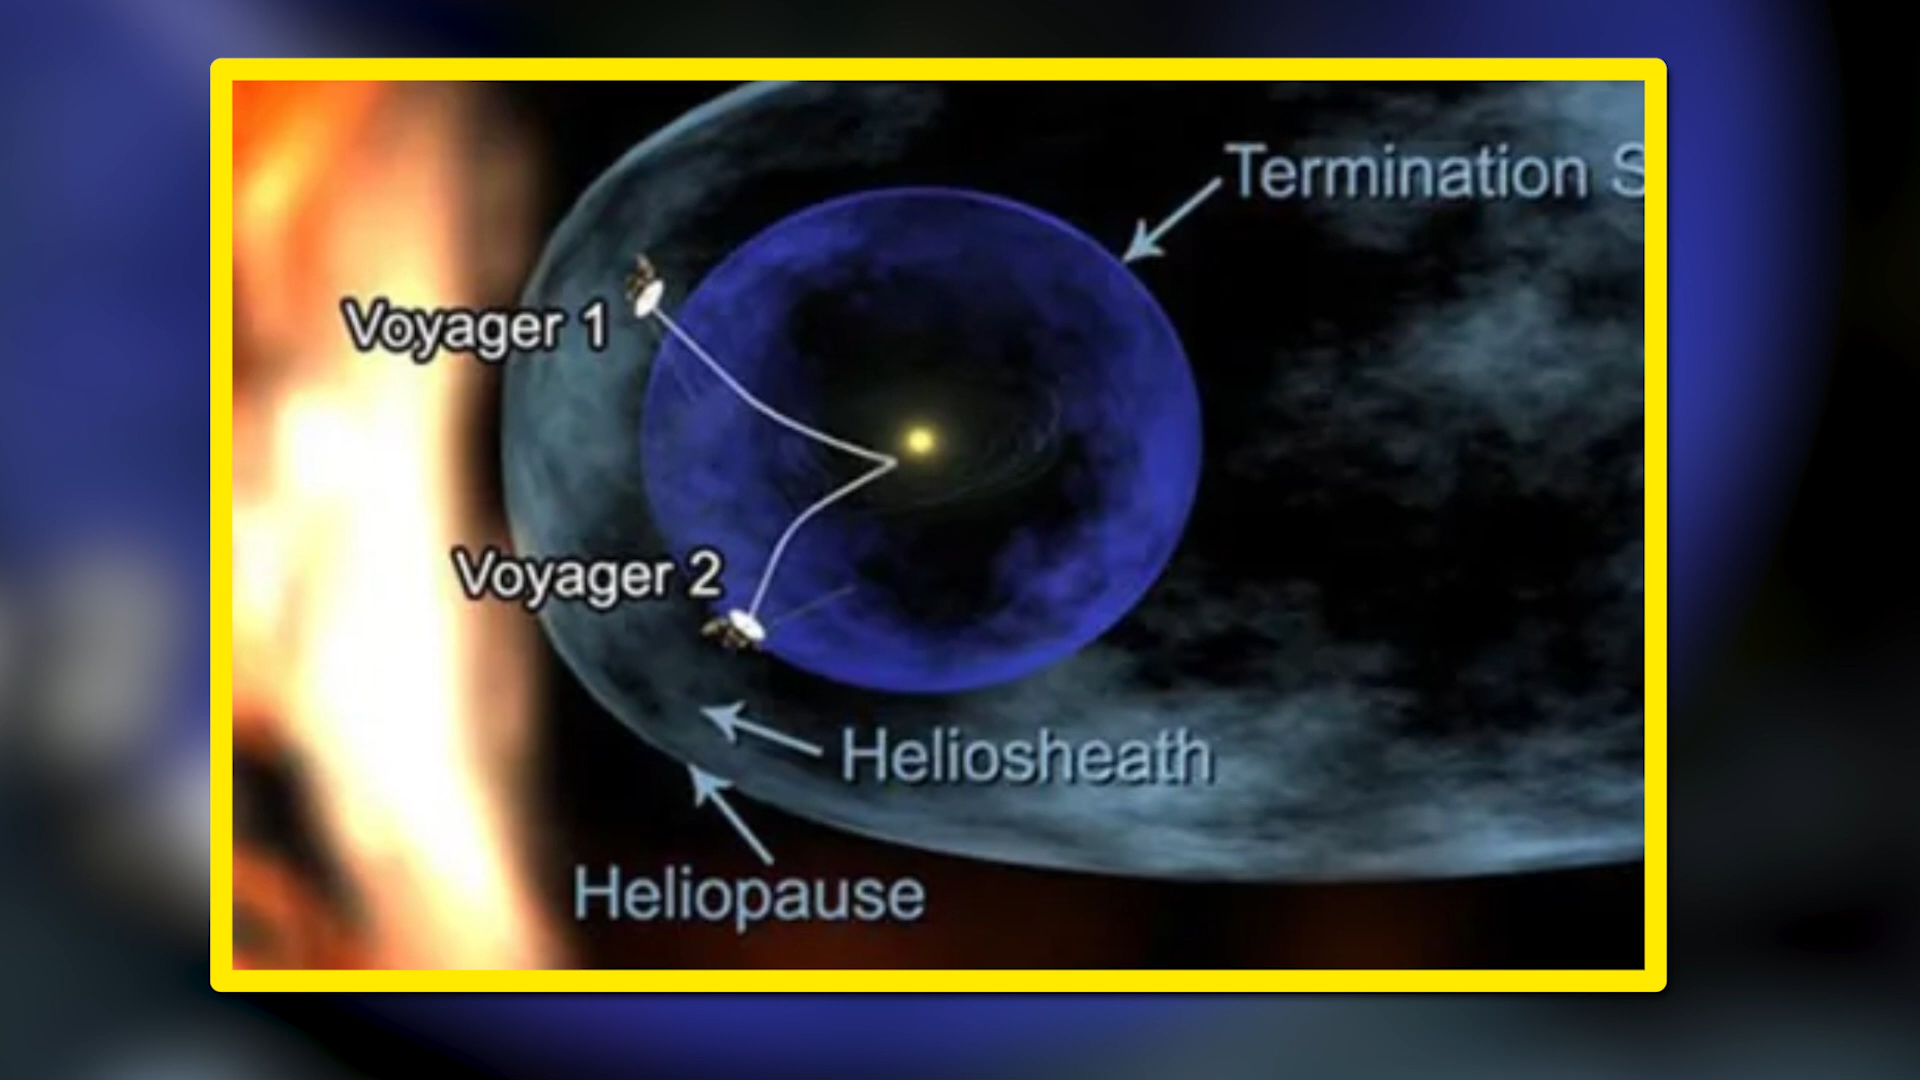 Termination S
Voyager 1
Voyager 2
Heliosheath
Heliopause